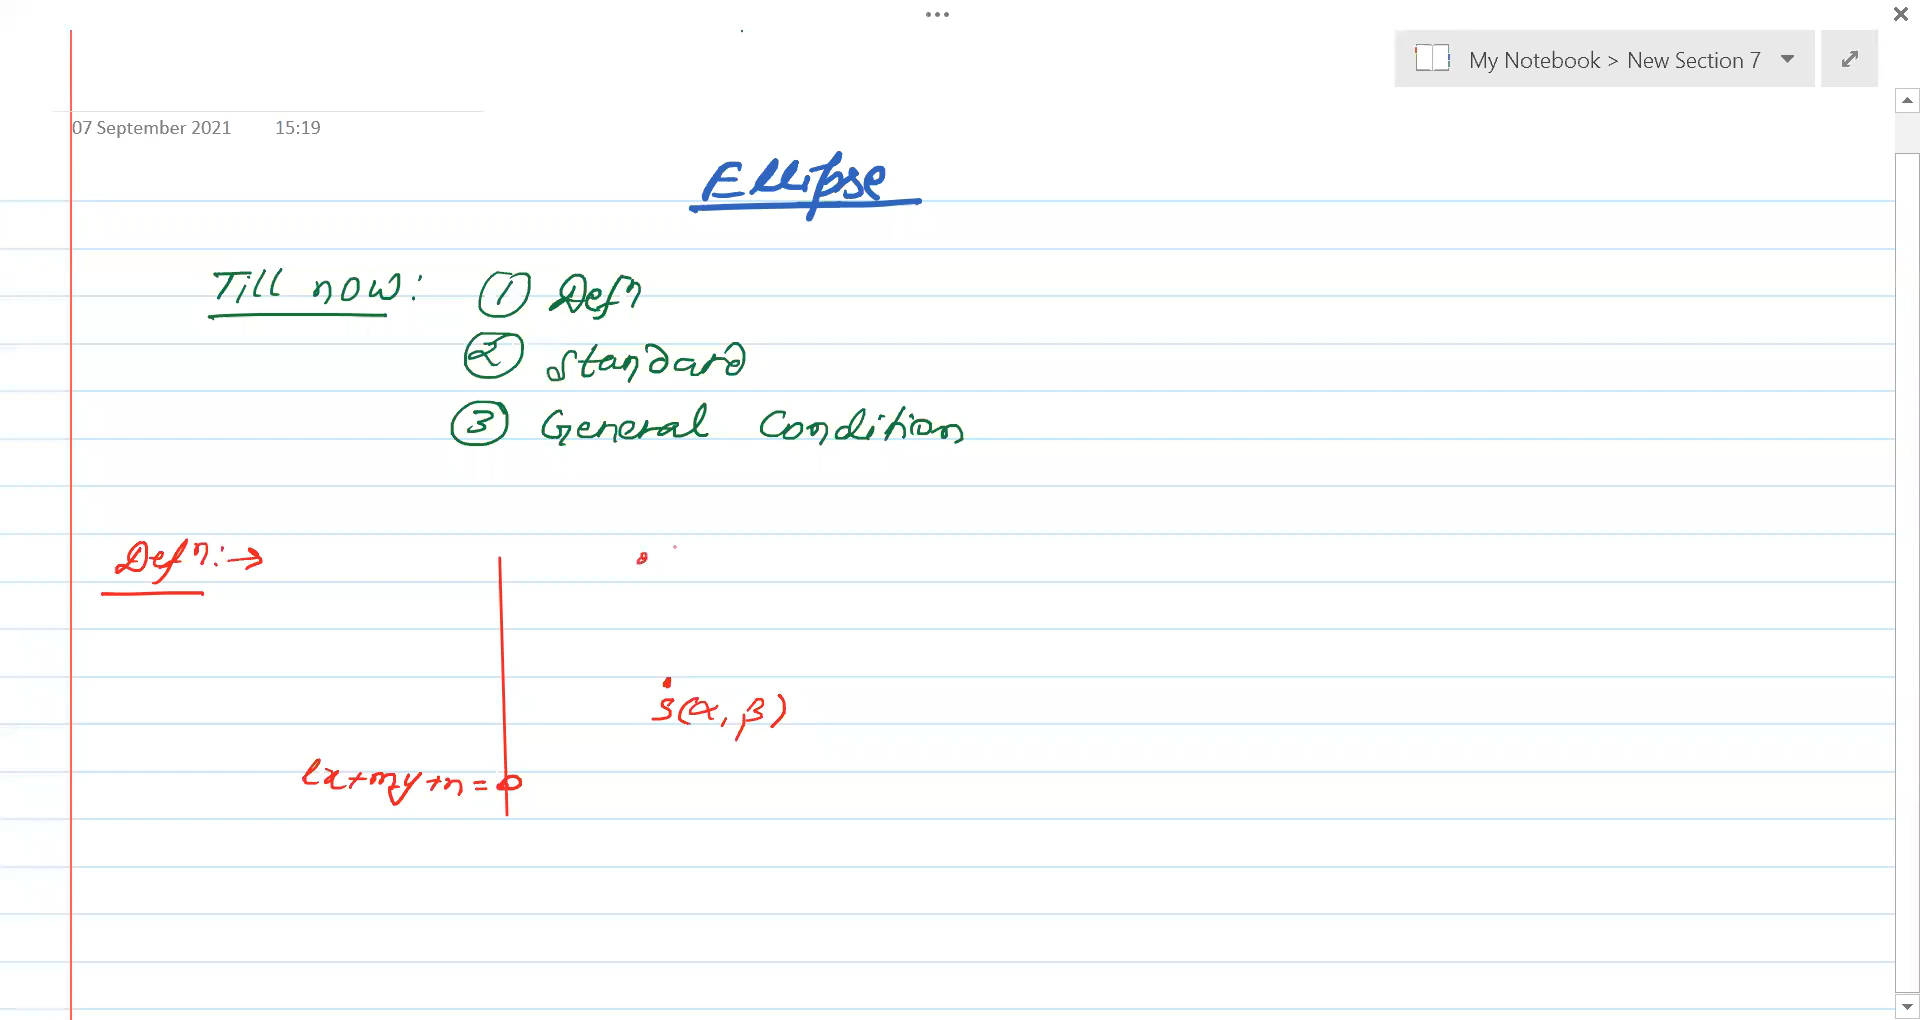 My Notebook > New Section 7
07 September 2021 15:19
Ellipse
Till now: ① Defn
② Standard
③ General Condition
Defn:→
S(α, β)
lx+my+n=0